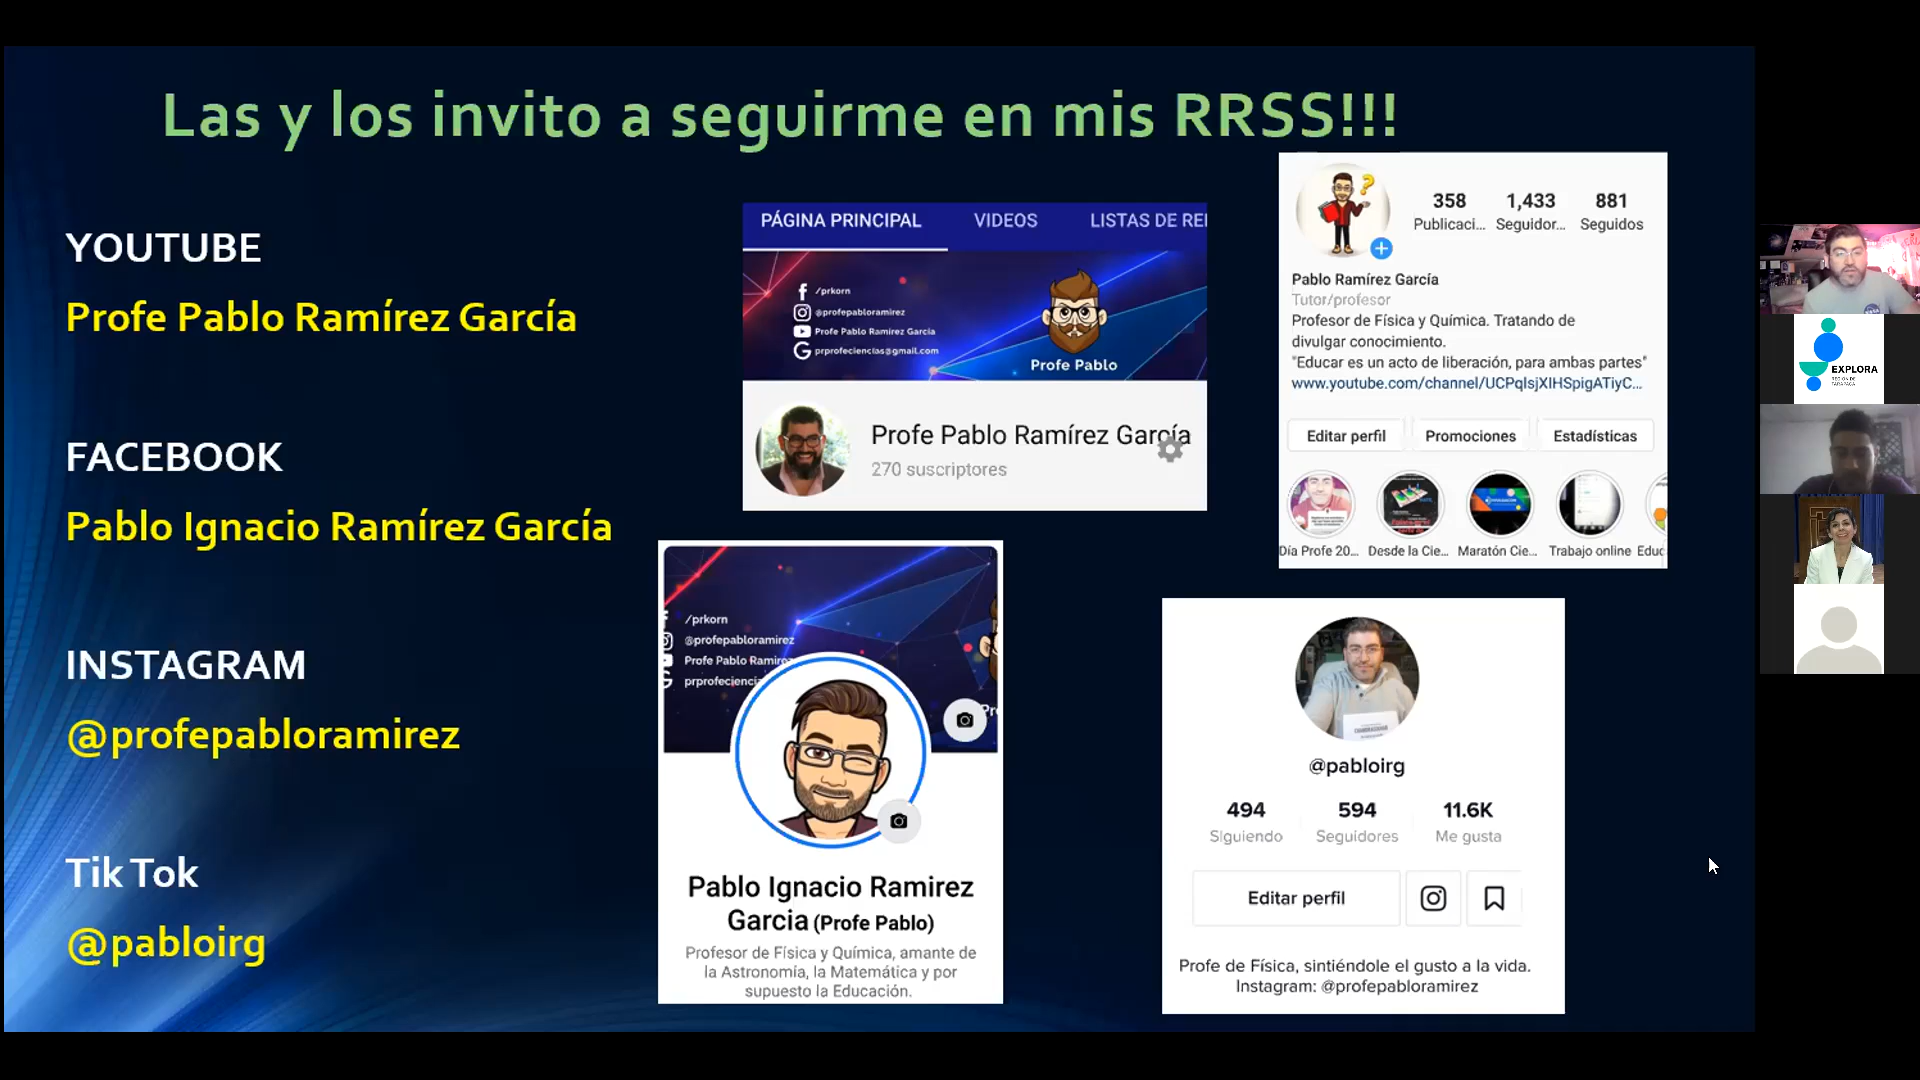 Las y los invito a seguirme en mis RRSS!!!
YOUTUBE
Profe Pablo Ramírez García
FACEBOOK
Pablo Ignacio Ramírez García
INSTAGRAM
@profepabloramirez
Tik Tok
@pabloirg
PÁGINA PRINCIPAL VIDEOS LISTAS DE RE
/prkorn
@profepabloramirez
Profe Pablo Ramírez García
prprofeciencias@gmail.com
Profe Pablo
Profe Pablo Ramírez García
270 suscriptores
358 1,433 881
Publicaci... Seguidor... Seguidos
Pablo Ramírez García
Tutor/profesor
Profesor de Física y Química. Tratando de
divulgar conocimiento.
"Educar es un acto de liberación, para ambas partes"
www.youtube.com/channel/UCPqlsjXIHSpigATiyC...
Editar perfil Promociones Estadísticas
Día Profe 20... Desde la Cie... Maratón Cie... Trabajo online Educ
/prkorn
@profepabloramirez
Profe Pablo Ramírez
prprofeciencia
Pablo Ignacio Ramirez
Garcia (Profe Pablo)
Profesor de Física y Química, amante de
la Astronomía, la Matemática y por
supuesto la Educación.
@pabloirg
494 594 11.6K
Siguiendo Seguidores Me gusta
Editar perfil
Profe de Física, sintiéndole el gusto a la vida.
Instagram: @profepabloramirez
EXPLORA
REGIÓN DE
TARAPACÁ